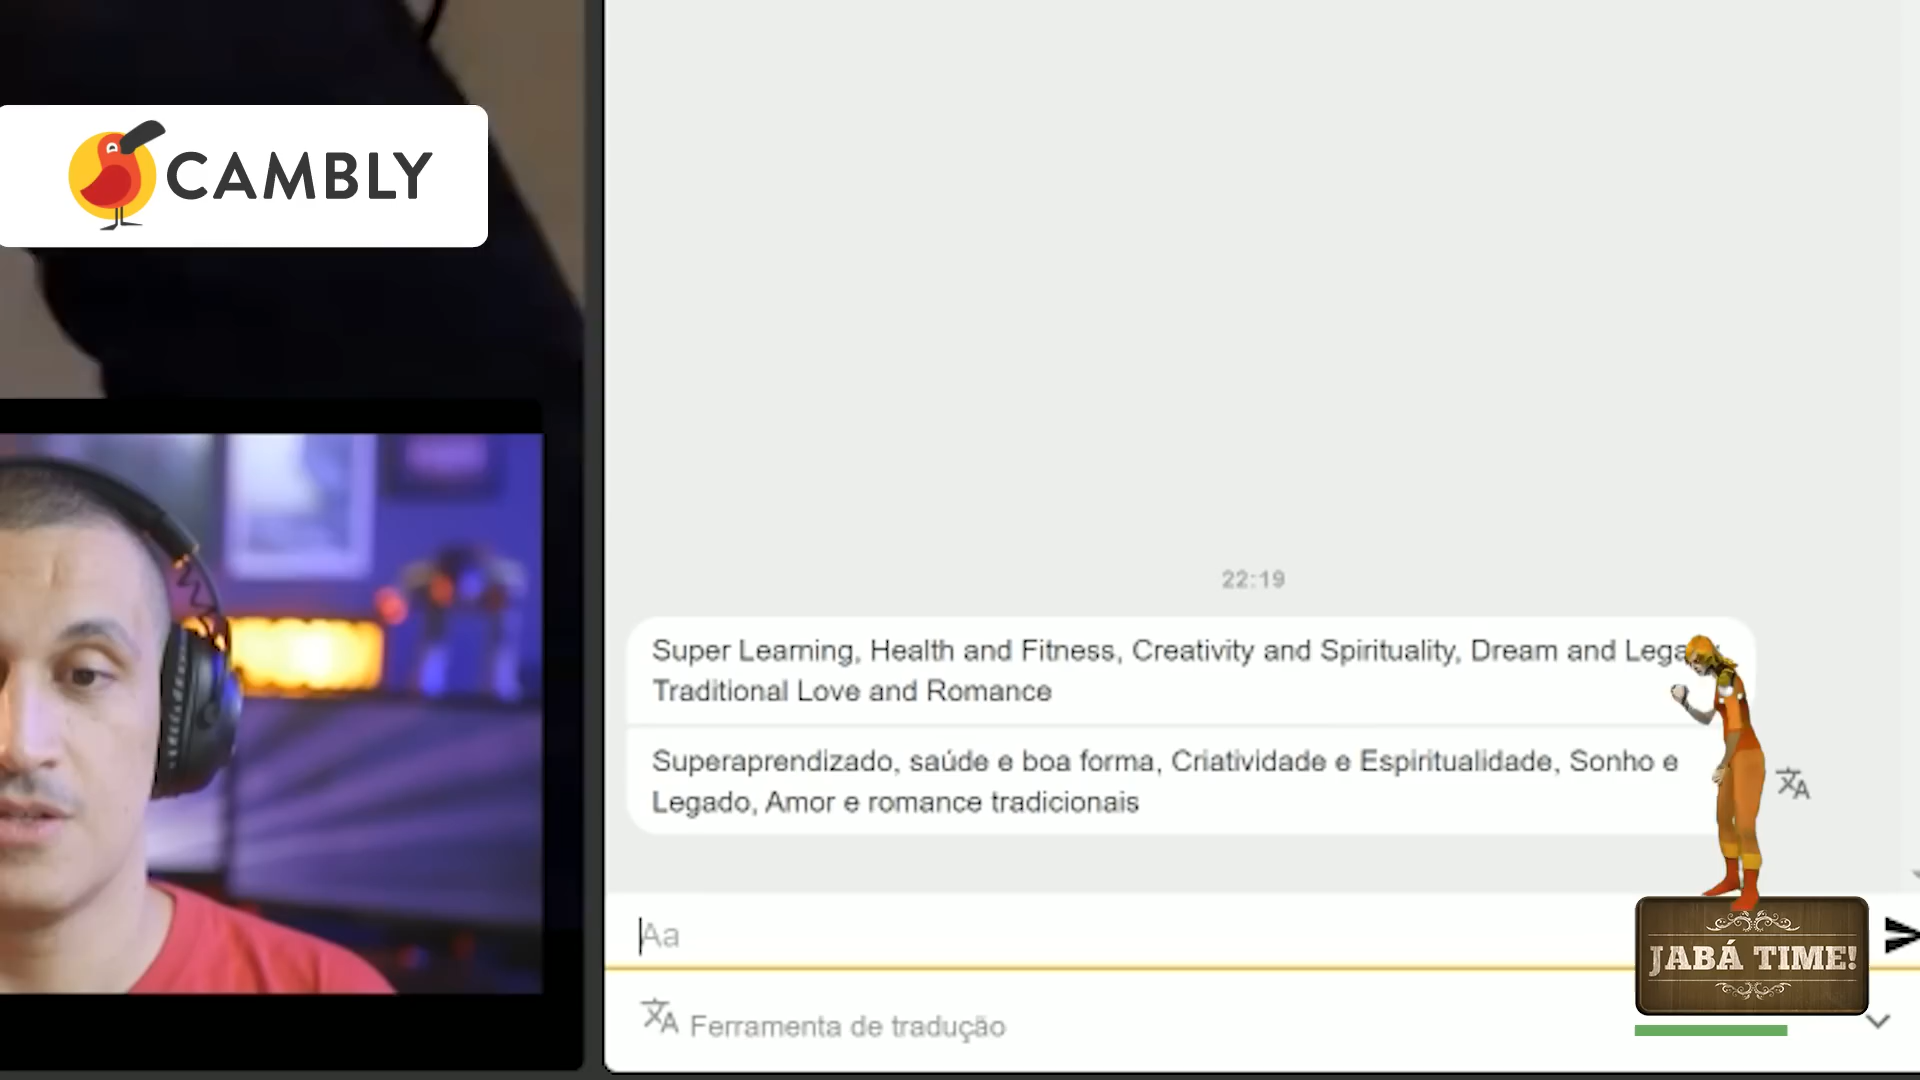 CAMBLY
22:19
Super Learning, Health and Fitness, Creativity and Spirituality, Dream and
Traditional Love and Romance
Superaprendizado, saúde e boa forma, Criatividade e Espiritualidade, Sonho e
Legado, Amor e romance tradicionais
Aa
Ferramenta de tradução
JABÁ TIME!